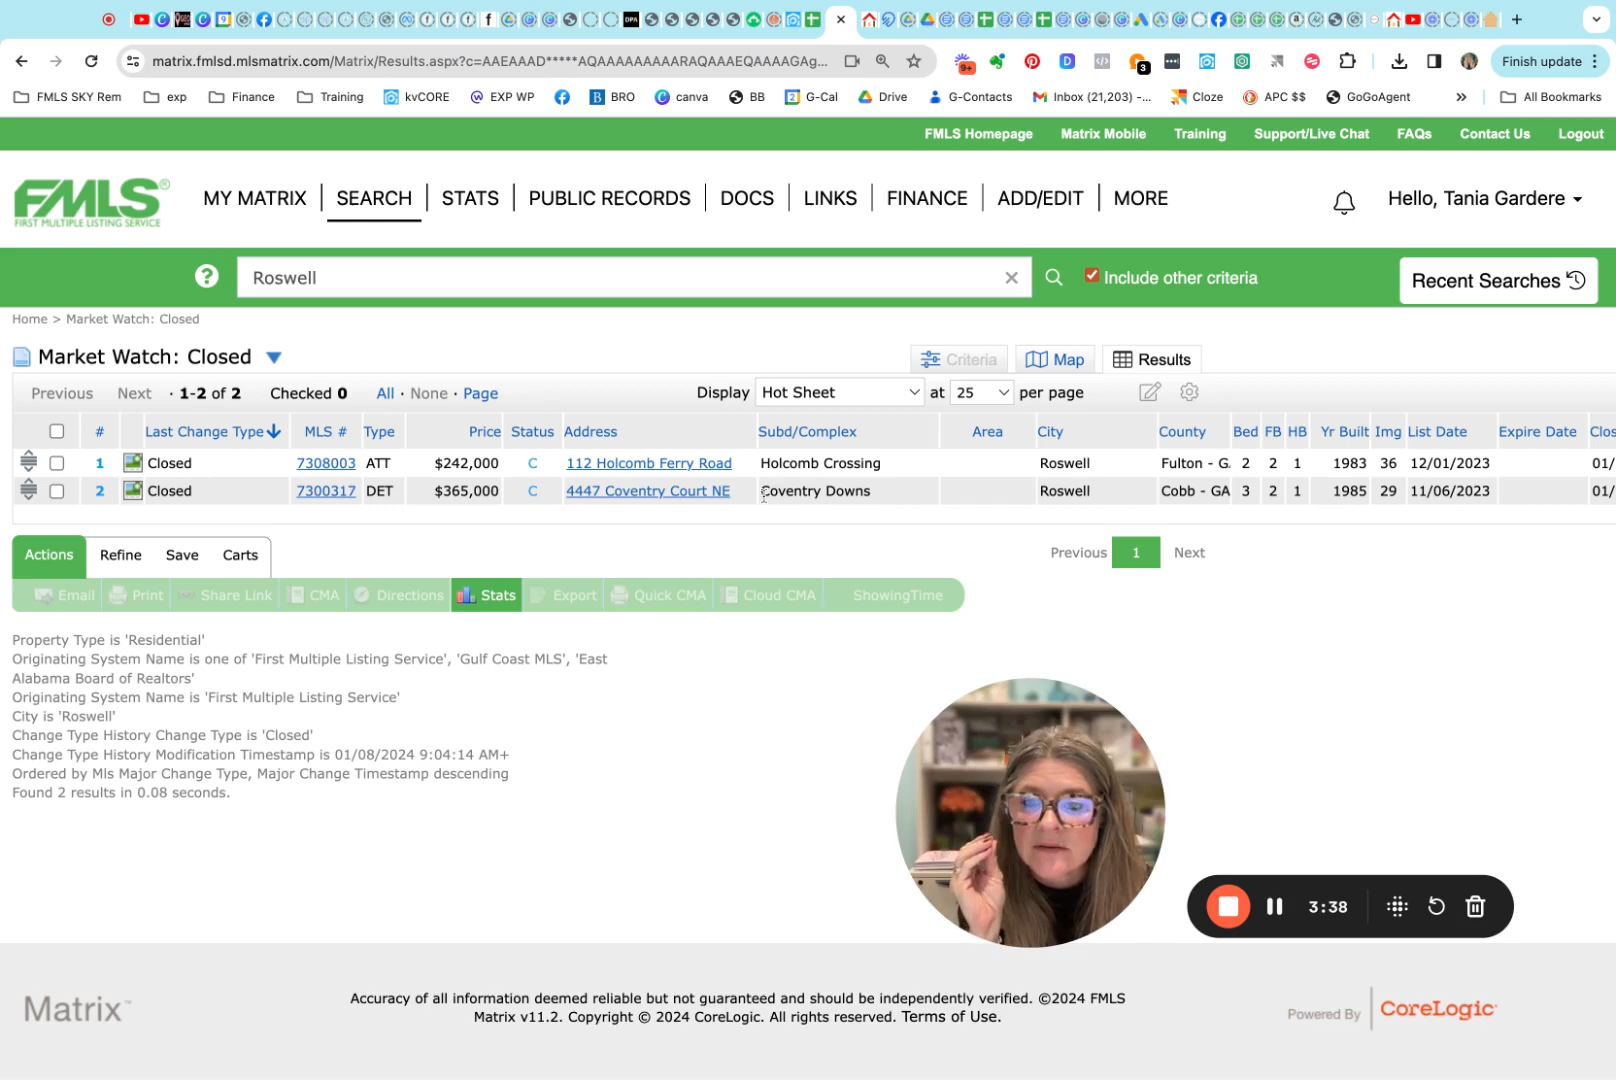 matrix.fmlsd.mlsmatrix.com/Matrix/Results.aspx?c=AAEAAAD*****AQAAAAAAAAARAQAAAEQAAAAGAg...
9+
3
Finish update
FMLS SKY Rem
exp
Finance
Training
kvCORE
EXP WP
BRO
canva
BB
G-Cal
Drive
G-Contacts
Inbox (21,203) -...
Cloze
APC $$
GoGoAgent
»
All Bookmarks
FMLS Homepage
Matrix Mobile
Training
Support/Live Chat
FAQs
Contact Us
Logout
FMLS®
FIRST MULTIPLE LISTING SERVICE
MY MATRIX
SEARCH
STATS
PUBLIC RECORDS
DOCS
LINKS
FINANCE
ADD/EDIT
MORE
Hello, Tania Gardere
?
Roswell
Include other criteria
Recent Searches
Home > Market Watch: Closed
Market Watch: Closed
Criteria
Map
Results
Previous Next · 1-2 of 2 Checked 0 All · None · Page
Display Hot Sheet at 25 per page
# Last Change Type MLS # Type Price Status Address Subd/Complex Area City County Bed FB HB Yr Built Img List Date Expire Date Clos
1 Closed 7308003 ATT $242,000 C 112 Holcomb Ferry Road Holcomb Crossing Roswell Fulton - G. 2 2 1 1983 36 12/01/2023 01/
2 Closed 7300317 DET $365,000 C 4447 Coventry Court NE Coventry Downs Roswell Cobb - GA 3 2 1 1985 29 11/06/2023 01/
Actions Refine Save Carts
Previous 1 Next
Email Print Share Link CMA Directions Stats Export Quick CMA Cloud CMA ShowingTime
Property Type is 'Residential'
Originating System Name is one of 'First Multiple Listing Service', 'Gulf Coast MLS', 'East
Alabama Board of Realtors'
Originating System Name is 'First Multiple Listing Service'
City is 'Roswell'
Change Type History Change Type is 'Closed'
Change Type History Modification Timestamp is 01/08/2024 9:04:14 AM+
Ordered by Mls Major Change Type, Major Change Timestamp descending
Found 2 results in 0.08 seconds.
3:38
Matrix™
Accuracy of all information deemed reliable but not guaranteed and should be independently verified. ©2024 FMLS
Matrix v11.2. Copyright © 2024 CoreLogic. All rights reserved. Terms of Use.
Powered By CoreLogic